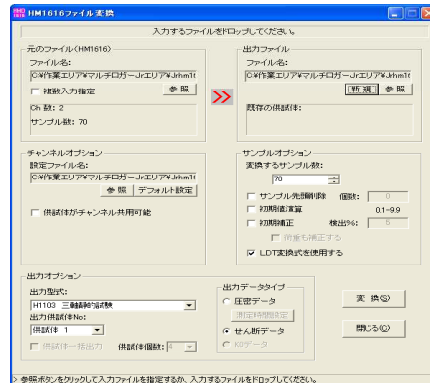 HM1616ファイル変換
入力するファイルをドロップしてください。
元のファイル(HM1616)
ファイル名:
C:¥作業エリア¥マルチロガーJrエリア¥Jrhm1
複数入力指定
参 照
Ch 数: 2
サンプル数: 70
出力ファイル
ファイル名:
C:¥作業エリア¥マルチロガーJrエリア¥Jrhm1
新 規
参 照
既存の供試体:
チャンネルオプション
設定ファイル名:
C:¥作業エリア¥マルチロガーJrエリア¥Jrhm1
参 照
デフォルト設定
供試体がチャンネル共用可能
サンプルオプション
変換するサンプル数:
70
サンプル先頭削除 個数: 0
初期値演算 0.1-9.9
初期補正 検出%: 5
荷重も補正する
LDT変換式を使用する
出力オプション
出力型式:
H1103 三軸静的試験
出力供試体No:
供試体 1
供試体一括出力 供試体個数: 4
出力データタイプ
圧密データ
測定時間設定
せん断データ
K0データ
変 換(S)
閉じる(C)
> 参照ボタンをクリックして入力ファイルを指定するか、入力するファイルをドロップしてください。